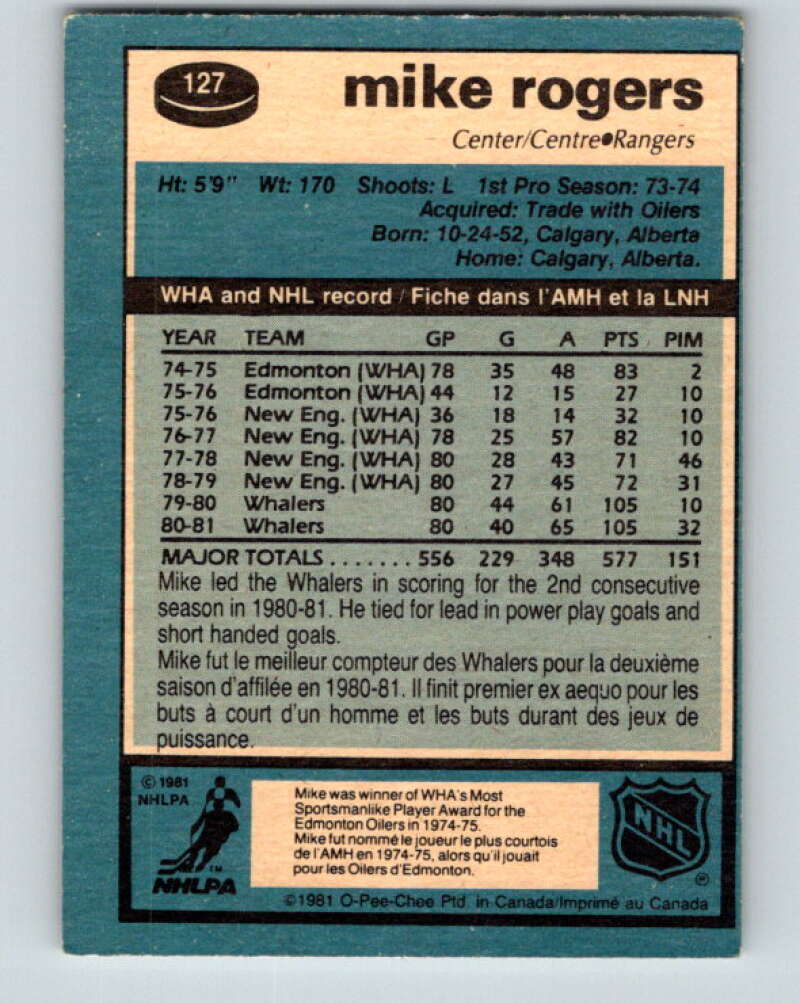 127
mike rogers
Center/Centre●Rangers
Ht: 5'9" Wt: 170 Shoots: L 1st Pro Season: 73-74
Acquired: Trade with Oilers
Born: 10-24-52, Calgary, Alberta
Home: Calgary, Alberta.
WHA and NHL record / Fiche dans l'AMH et la LNH
YEAR TEAM GP G A PTS PIM
74-75 Edmonton (WHA) 78 35 48 83 2
75-76 Edmonton (WHA) 44 12 15 27 10
75-76 New Eng. (WHA) 36 18 14 32 10
76-77 New Eng. (WHA) 78 25 57 82 10
77-78 New Eng. (WHA) 80 28 43 71 46
78-79 New Eng. (WHA) 80 27 45 72 31
79-80 Whalers 80 44 61 105 10
80-81 Whalers 80 40 65 105 32
MAJOR TOTALS ....... 556 229 348 577 151
Mike led the Whalers in scoring for the 2nd consecutive
season in 1980-81. He tied for lead in power play goals and
short handed goals.
Mike fut le meilleur compteur des Whalers pour la deuxième
saison d'affilée en 1980-81. Il finit premier ex aequo pour les
buts à court d'un homme et les buts durant des jeux de
puissance.
© 1981
NHLPA
NHLPA
TM
Mike was winner of WHA's Most
Sportsmanlike Player Award for the
Edmonton Oilers in 1974-75.
Mike fut nommé le joueur le plus courtois
de l'AMH en 1974-75, alors qu'il jouait
pour les Oilers d'Edmonton.
NHL
®
©1981 O-Pee-Chee Ptd. in Canada/Imprimé au Canada